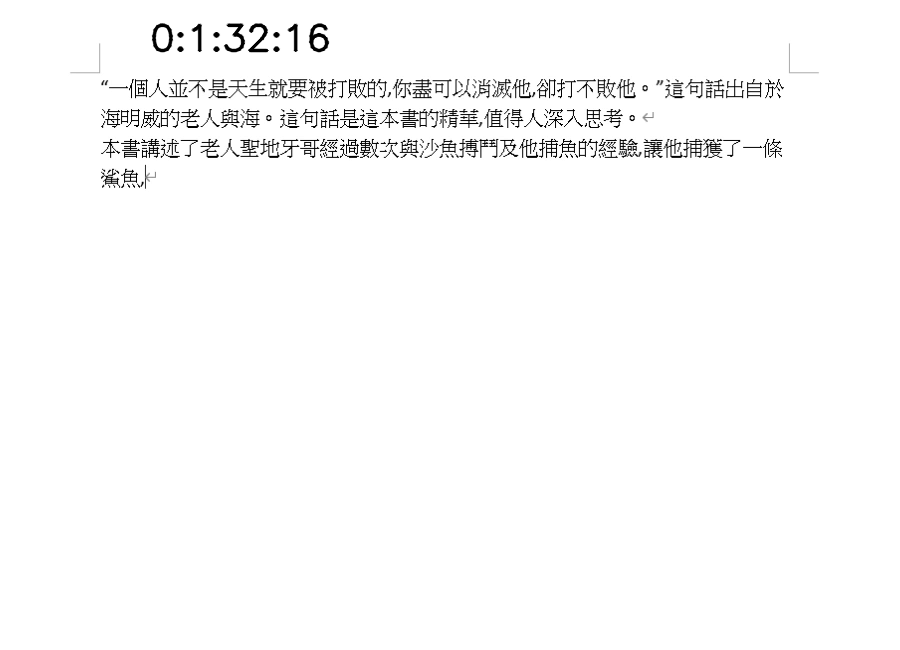 0:1:32:16
“一個人並不是天生就要被打敗的,你盡可以消滅他,卻打不敗他。”這句話出自於
海明威的老人與海。這句話是這本書的精華,值得人深入思考。
本書講述了老人聖地牙哥經過數次與沙魚搏鬥及他捕魚的經驗,讓他捕獲了一條
鯊魚,